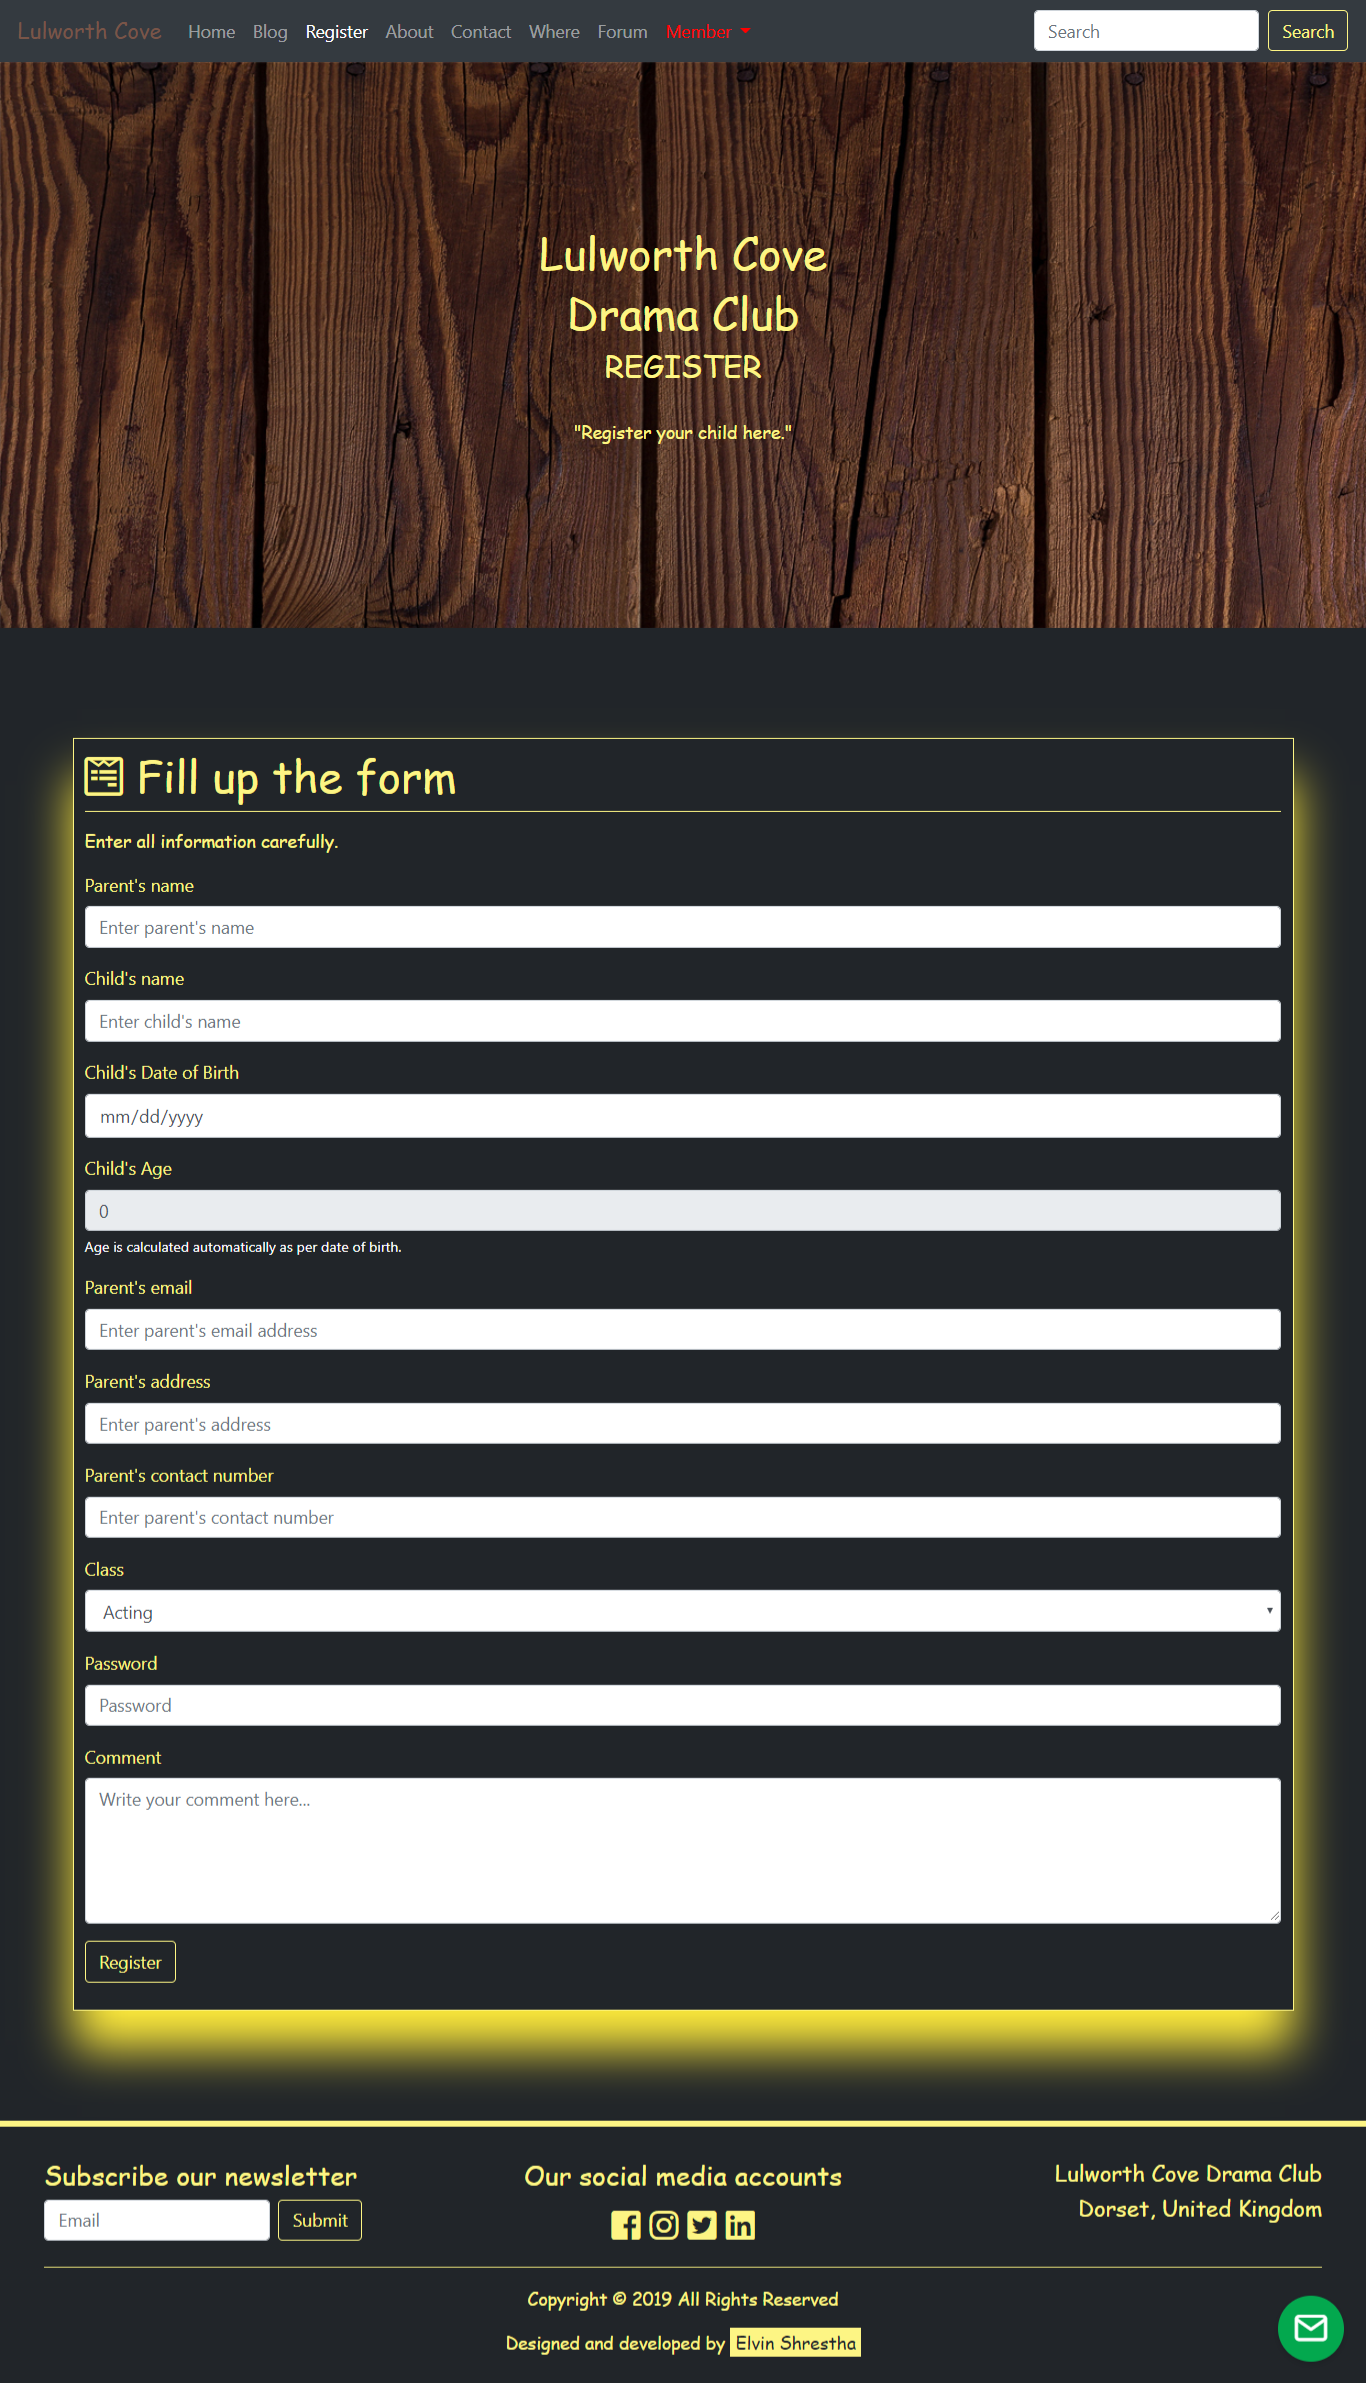 Lulworth Cove Home Blog Register About Contact Where Forum Member Search Search
Lulworth Cove
Drama Club
REGISTER
"Register your child here."
Fill up the form
Enter all information carefully.
Parent's name
Enter parent's name
Child's name
Enter child's name
Child's Date of Birth
mm/dd/yyyy
Child's Age
0
Age is calculated automatically as per date of birth.
Parent's email
Enter parent's email address
Parent's address
Enter parent's address
Parent's contact number
Enter parent's contact number
Class
Acting
Password
Password
Comment
Write your comment here...
Register
Subscribe our newsletter
Email Submit
Our social media accounts
Lulworth Cove Drama Club
Dorset, United Kingdom
Copyright © 2019 All Rights Reserved
Designed and developed by Elvin Shrestha